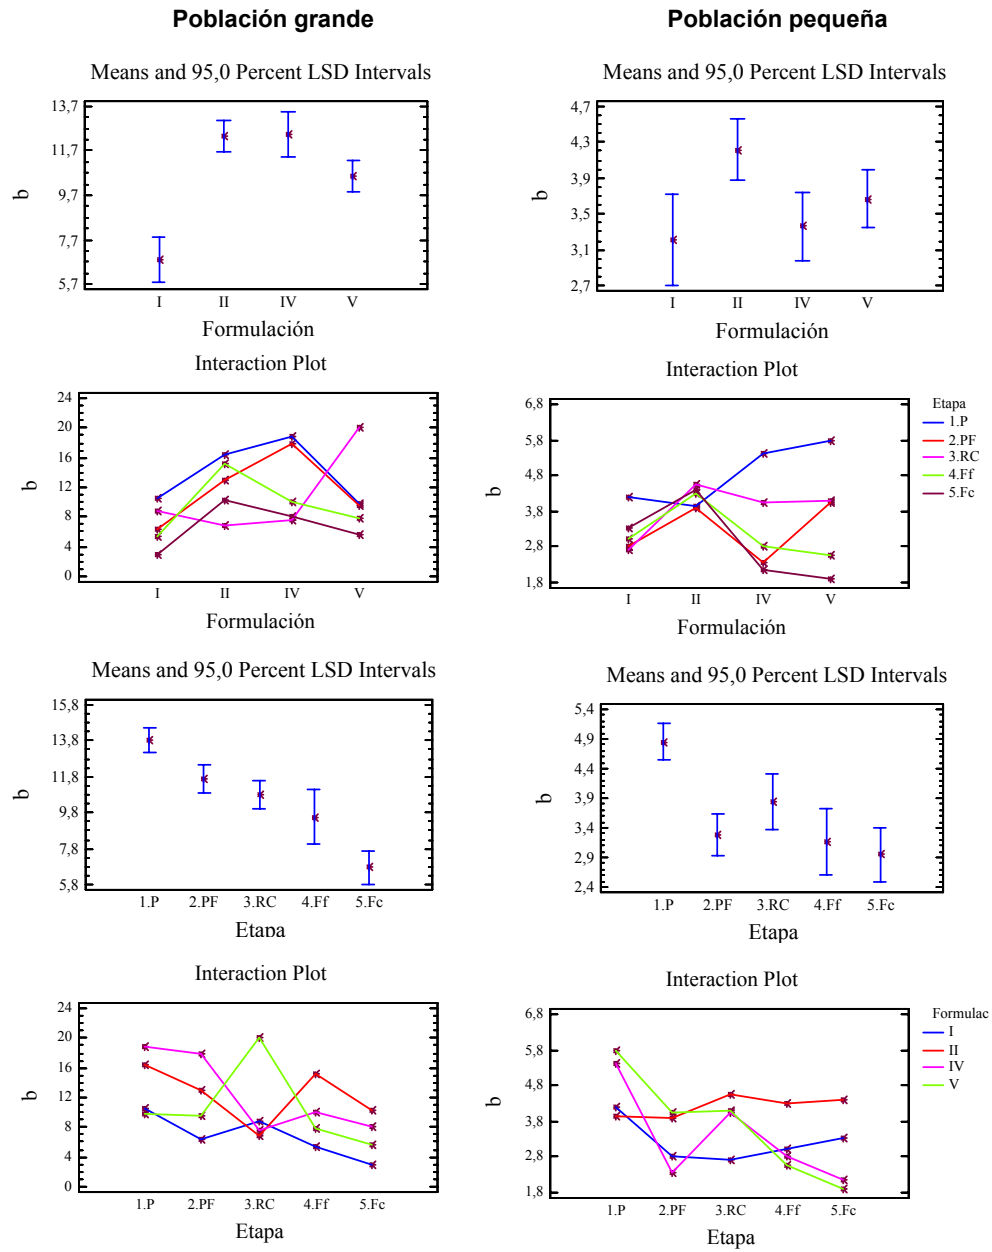 Población grande
Población pequeña
Means and 95,0 Percent LSD Intervals
13,7
11,7
9,7
7,7
5,7
b
I II IV V
Formulación
Means and 95,0 Percent LSD Intervals
4,7
4,3
3,9
3,5
3,1
2,7
b
I II IV V
Formulación
Interaction Plot
24
20
16
12
8
4
0
b
I II IV V
Formulación
Interaction Plot
6,8
5,8
4,8
3,8
2,8
1,8
b
I II IV V
Formulación
Etapa
1.P
2.PF
3.RC
4.Ff
5.Fc
Means and 95,0 Percent LSD Intervals
15,8
13,8
11,8
9,8
7,8
5,8
b
1.P 2.PF 3.RC 4.Ff 5.Fc
Etapa
Means and 95,0 Percent LSD Intervals
5,4
4,9
4,4
3,9
3,4
2,9
2,4
b
1.P 2.PF 3.RC 4.Ff 5.Fc
Etapa
Interaction Plot
24
20
16
12
8
4
0
b
1.P 2.PF 3.RC 4.Ff 5.Fc
Etapa
Interaction Plot
6,8
5,8
4,8
3,8
2,8
1,8
b
1.P 2.PF 3.RC 4.Ff 5.Fc
Etapa
Formulac
I
II
IV
V